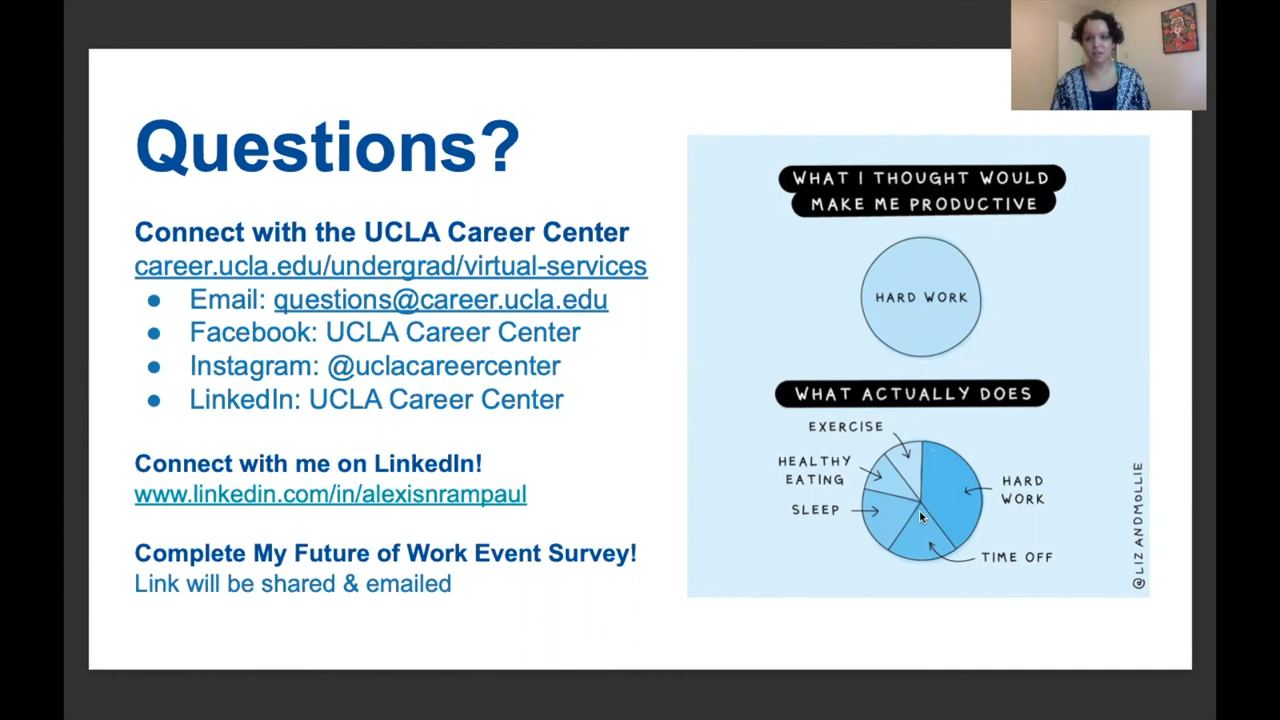 Questions?
Connect with the UCLA Career Center
career.ucla.edu/undergrad/virtual-services
● Email: questions@career.ucla.edu
● Facebook: UCLA Career Center
● Instagram: @uclacareercenter
● LinkedIn: UCLA Career Center
Connect with me on LinkedIn!
www.linkedin.com/in/alexisnrampaul
Complete My Future of Work Event Survey!
Link will be shared & emailed
WHAT I THOUGHT WOULD
MAKE ME PRODUCTIVE
HARD WORK
WHAT ACTUALLY DOES
EXERCISE
HEALTHY
EATING
SLEEP
HARD
WORK
TIME OFF
@LIZ ANDMOLLIE